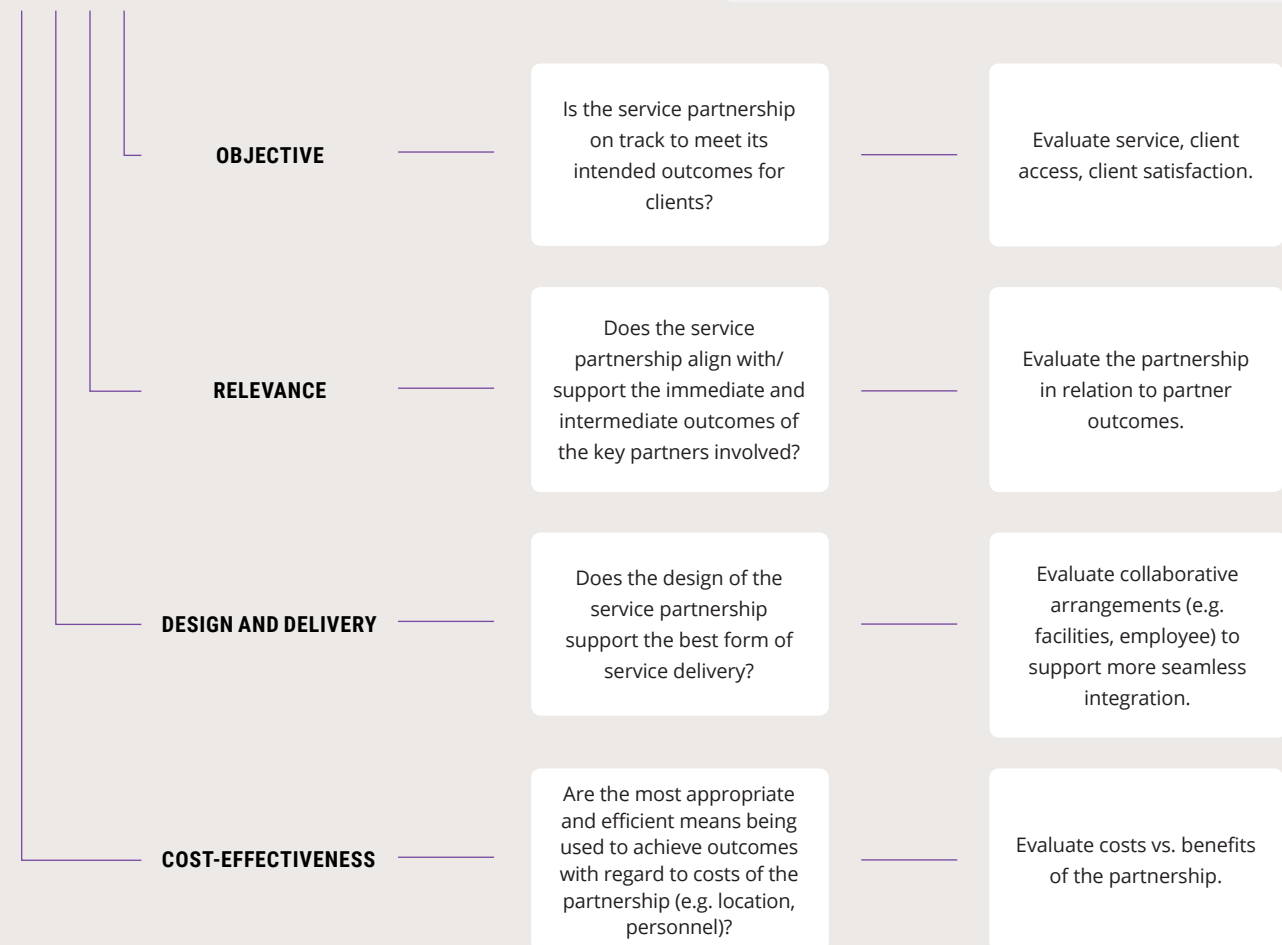 OBJECTIVE
Is the service partnership
on track to meet its
intended outcomes for
clients?
Evaluate service, client
access, client satisfaction.
RELEVANCE
Does the service
partnership align with/
support the immediate and
intermediate outcomes of
the key partners involved?
Evaluate the partnership
in relation to partner
outcomes.
DESIGN AND DELIVERY
Does the design of the
service partnership
support the best form of
service delivery?
Evaluate collaborative
arrangements (e.g.
facilities, employee) to
support more seamless
integration.
COST-EFFECTIVENESS
Are the most appropriate
and efficient means being
used to achieve outcomes
with regard to costs of the
partnership (e.g. location,
personnel)?
Evaluate costs vs. benefits
of the partnership.